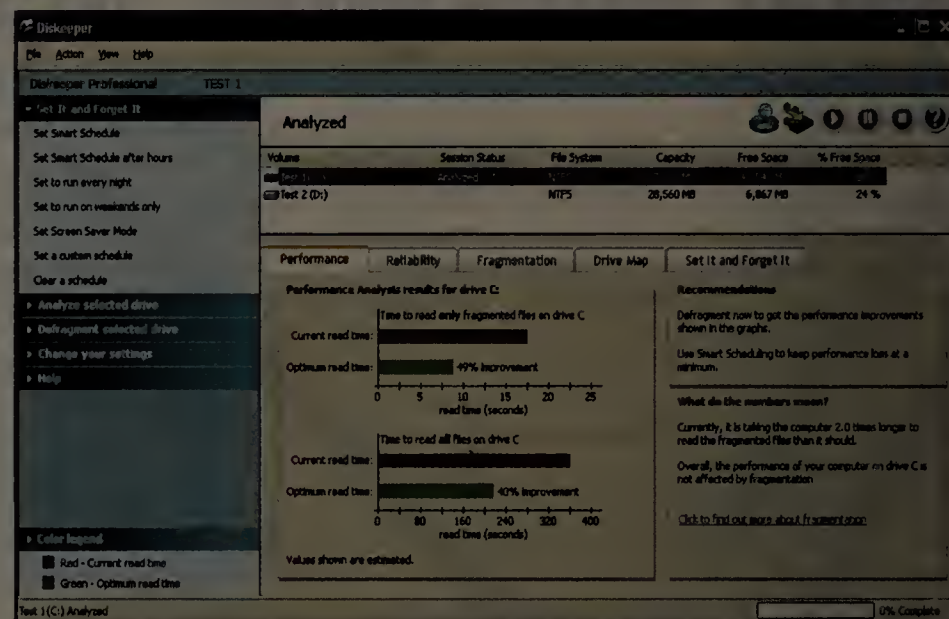 Diskeeper
File Action View Help
Diskeeper Professional TEST 1
Set It and Forget It
Set Smart Schedule
Set Smart Schedule after hours
Set to run every night
Set to run on weekends only
Set Screen Saver Mode
Set a custom schedule
Clear a schedule
Analyze selected drive
Defragment selected drive
Change your settings
Help
Color legend
Red - Current read time
Green - Optimum read time
Analyzed
Volume Session Status File System Capacity Free Space % Free Space
Analyzed
Test 2 (D:) NTFS 28,560 MB 6,867 MB 24 %
Performance Reliability Fragmentation Drive Map Set It and Forget It
Performance Analysis results for drive C:
Time to read only fragmented files on drive C
Current read time:
Optimum read time: 49% improvement
0 5 10 15 20 25
read time (seconds)
Time to read all files on drive C
Current read time:
Optimum read time: 40% improvement
0 80 160 240 320 400
read time (seconds)
Values shown are estimated.
Recommendations
Defragment now to get the performance improvements
shown in the graphs.
Use Smart Scheduling to keep performance loss at a
minimum.
What do the numbers mean?
Currently, it is taking the computer 2.0 times longer to
read the fragmented files than it should.
Overall, the performance of your computer on drive C is
not affected by fragmentation
Click to find out more about fragmentation
Test 1 (C:) Analyzed 0% Complete